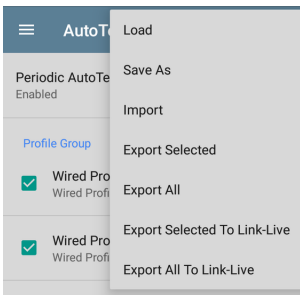 AutoTe
Load
Save As
Import
Export Selected
Export All
Export Selected To Link-Live
Export All To Link-Live
Periodic AutoTe
Enabled
Profile Group
Wired Pro
Wired Profi
Wired Pro
Wired Profi